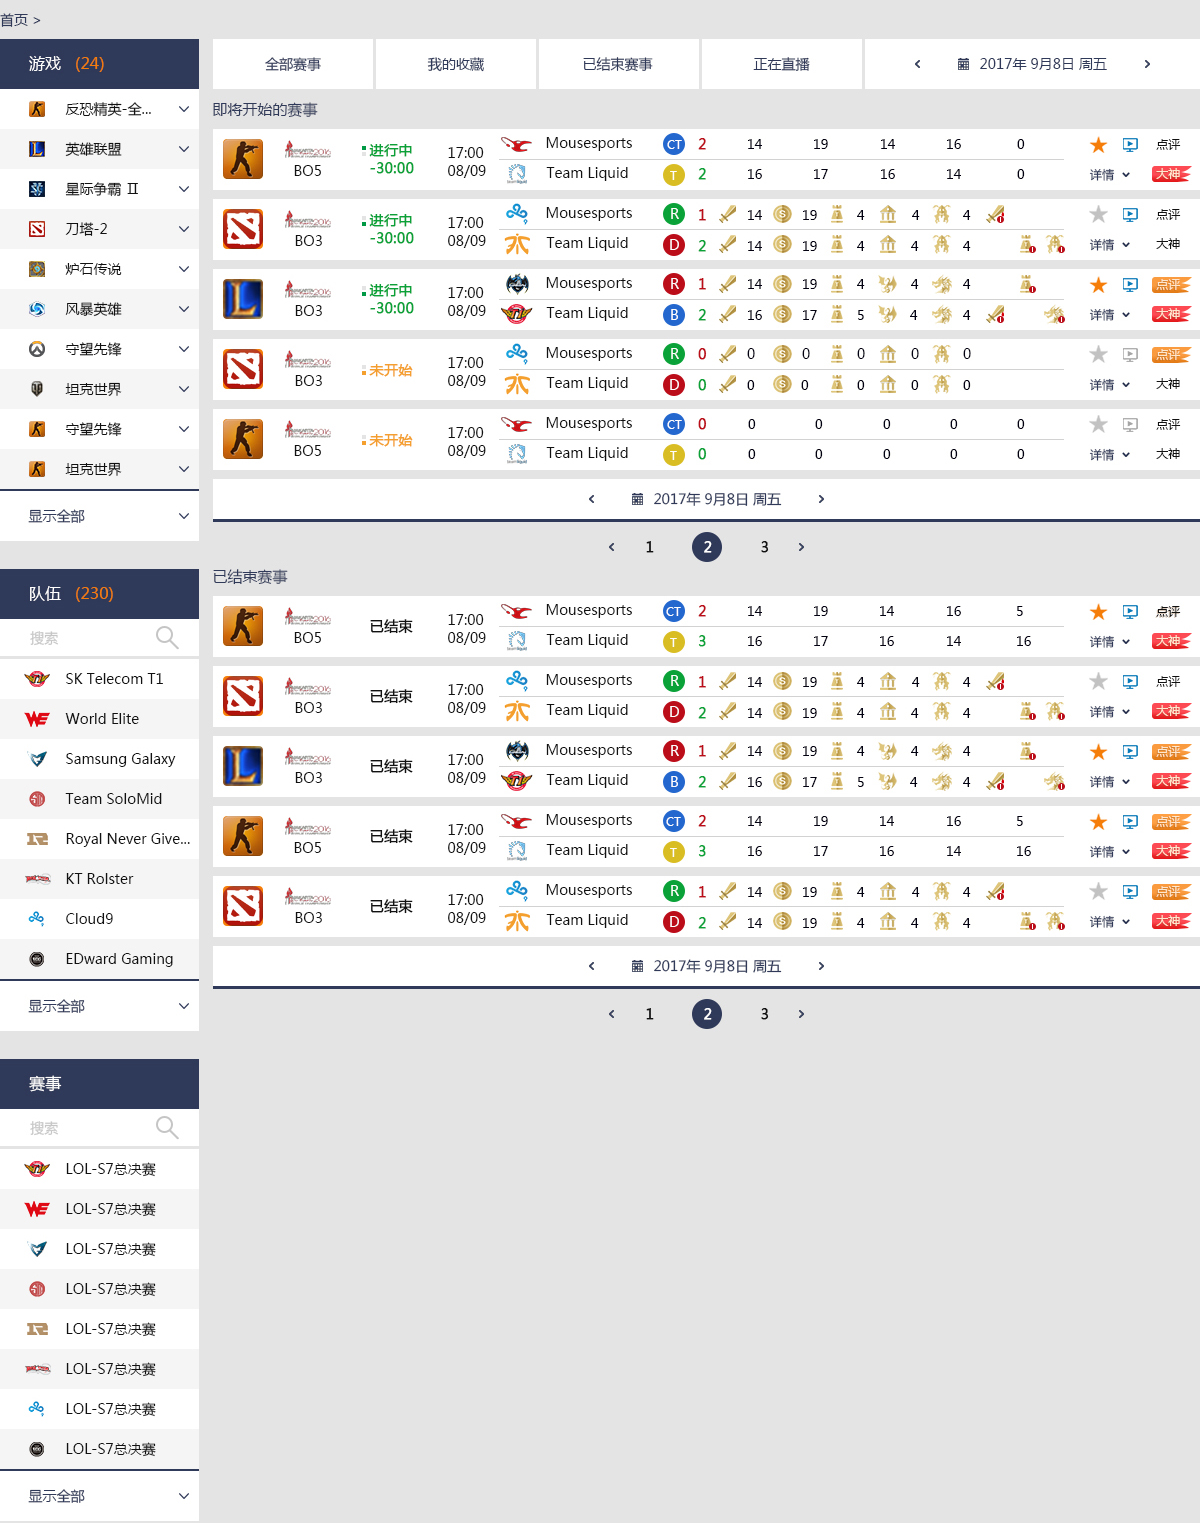 首页 >
游戏 (24)
反恐精英-全...
英雄联盟
星际争霸 II
刀塔-2
炉石传说
风暴英雄
守望先锋
坦克世界
守望先锋
坦克世界
显示全部
队伍 (230)
搜索
SK Telecom T1
World Elite
Samsung Galaxy
Team SoloMid
Royal Never Give...
KT Rolster
Cloud9
EDward Gaming
显示全部
赛事
搜索
LOL-S7总决赛
LOL-S7总决赛
LOL-S7总决赛
LOL-S7总决赛
LOL-S7总决赛
LOL-S7总决赛
LOL-S7总决赛
LOL-S7总决赛
显示全部
全部赛事 我的收藏 已结束赛事 正在直播 < 2017年 9月8日 周五 >
即将开始的赛事
BO5 进行中 -30:00 17:00 08/09
Mousesports CT 2 14 19 14 16 0 点评
Team Liquid T 2 16 17 16 14 0 详情 大神
BO3 进行中 -30:00 17:00 08/09
Mousesports R 1 14 19 4 4 4 点评
Team Liquid D 2 14 19 4 4 4 详情 大神
BO3 进行中 -30:00 17:00 08/09
Mousesports R 1 14 19 4 4 4 点评
Team Liquid B 2 16 17 5 4 4 详情 大神
BO3 未开始 17:00 08/09
Mousesports R 0 0 0 0 0 0 点评
Team Liquid D 0 0 0 0 0 0 详情 大神
BO5 未开始 17:00 08/09
Mousesports CT 0 0 0 0 0 0 点评
Team Liquid T 0 0 0 0 0 0 详情 大神
< 2017年 9月8日 周五 >
< 1 2 3 >
已结束赛事
BO5 已结束 17:00 08/09
Mousesports CT 2 14 19 14 16 5 点评
Team Liquid T 3 16 17 16 14 16 详情 大神
BO3 已结束 17:00 08/09
Mousesports R 1 14 19 4 4 4 点评
Team Liquid D 2 14 19 4 4 4 详情 大神
BO3 已结束 17:00 08/09
Mousesports R 1 14 19 4 4 4 点评
Team Liquid B 2 16 17 5 4 4 详情 大神
BO5 已结束 17:00 08/09
Mousesports CT 2 14 19 14 16 5 点评
Team Liquid T 3 16 17 16 14 16 详情 大神
BO3 已结束 17:00 08/09
Mousesports R 1 14 19 4 4 4 点评
Team Liquid D 2 14 19 4 4 4 详情 大神
< 2017年 9月8日 周五 >
< 1 2 3 >